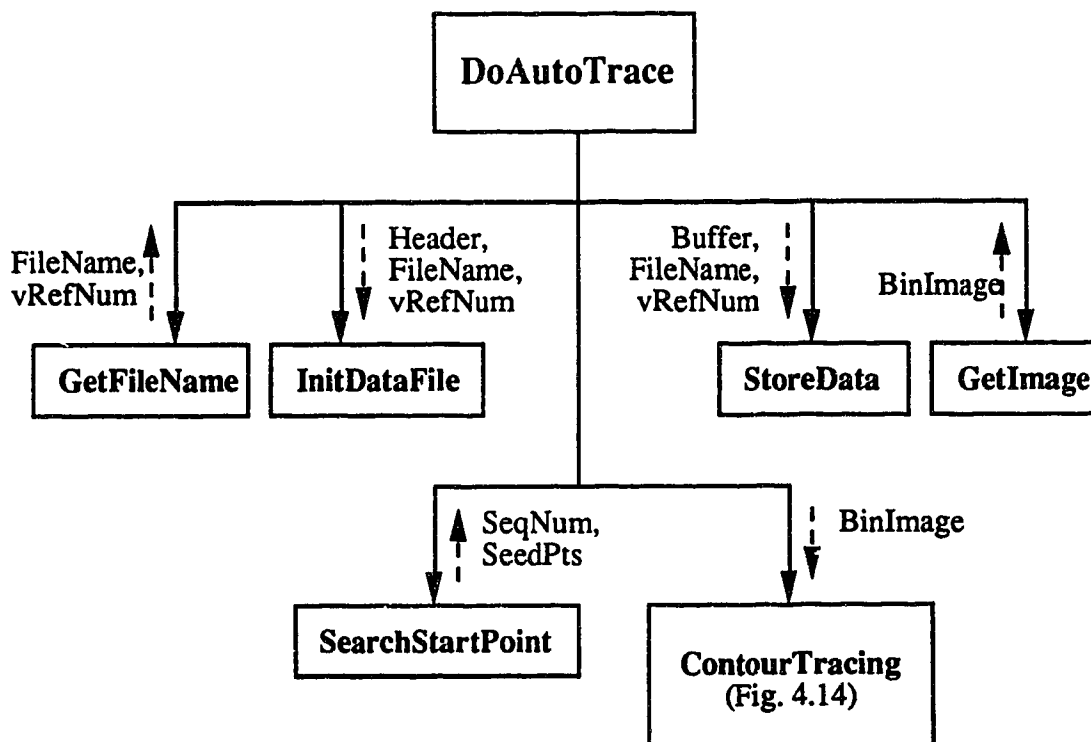 DoAutoTrace
FileName,
vRefNum
Header,
FileName,
vRefNum
Buffer,
FileName,
vRefNum
BinImage
GetFileName
InitDataFile
StoreData
GetImage
SeqNum,
SeedPts
BinImage
SearchStartPoint
ContourTracing
(Fig. 4.14)